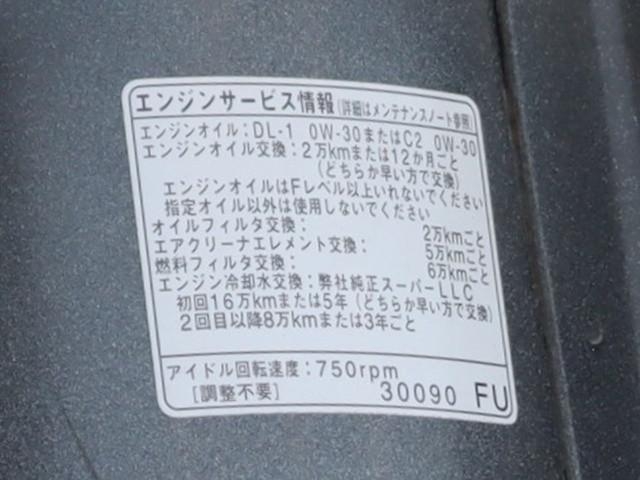 エンジンサービス情報(詳細はメンテナンスノート参照)
エンジンオイル:DL-1 0W-30またはC2 0W-30
エンジンオイル交換:2万kmまたは12か月ごと
(どちらか早い方で交換)
エンジンオイルはFレベル以上いれないでください
指定オイル以外は使用しないでください
オイルフィルタ交換: 2万kmごと
エアクリーナエレメント交換: 5万kmごと
燃料フィルタ交換: 6万kmごと
エンジン冷却水交換:弊社純正スーパーLLC
初回16万kmまたは5年(どちらか早い方で交換)
2回目以降8万kmまたは3年ごと
アイドル回転速度:750rpm
[調整不要] 30090 FU